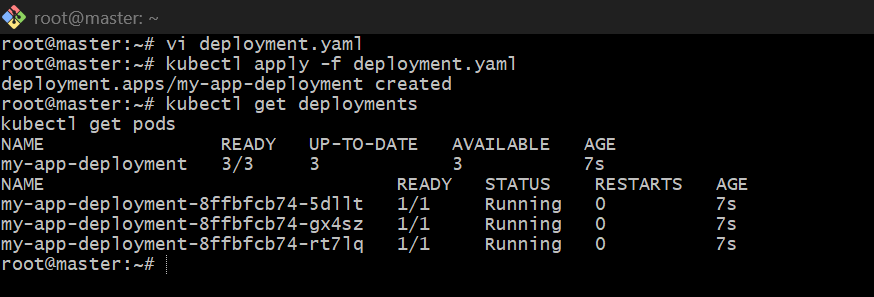 root@master: ~
root@master:~# vi deployment.yaml
root@master:~# kubectl apply -f deployment.yaml
deployment.apps/my-app-deployment created
root@master:~# kubectl get deployments
kubectl get pods
NAME                READY   UP-TO-DATE   AVAILABLE   AGE
my-app-deployment   3/3     3            3           7s
NAME                                 READY   STATUS    RESTARTS   AGE
my-app-deployment-8ffbfcb74-5dllt   1/1     Running   0          7s
my-app-deployment-8ffbfcb74-gx4sz   1/1     Running   0          7s
my-app-deployment-8ffbfcb74-rt7lq   1/1     Running   0          7s
root@master:~#